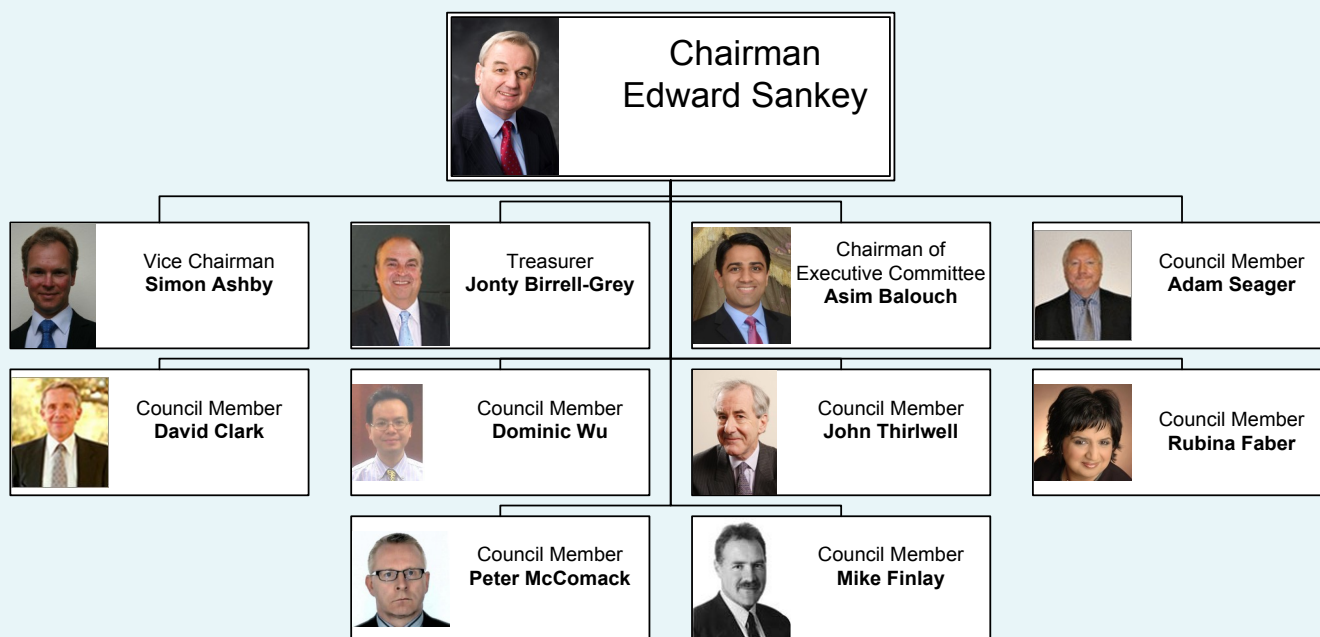 Chairman
Edward Sankey
Vice Chairman
Simon Ashby
Treasurer
Jonty Birrell-Grey
Chairman of
Executive Committee
Asim Balouch
Council Member
Adam Seager
Council Member
David Clark
Council Member
Dominic Wu
Council Member
John Thirlwell
Council Member
Rubina Faber
Council Member
Peter McComack
Council Member
Mike Finlay